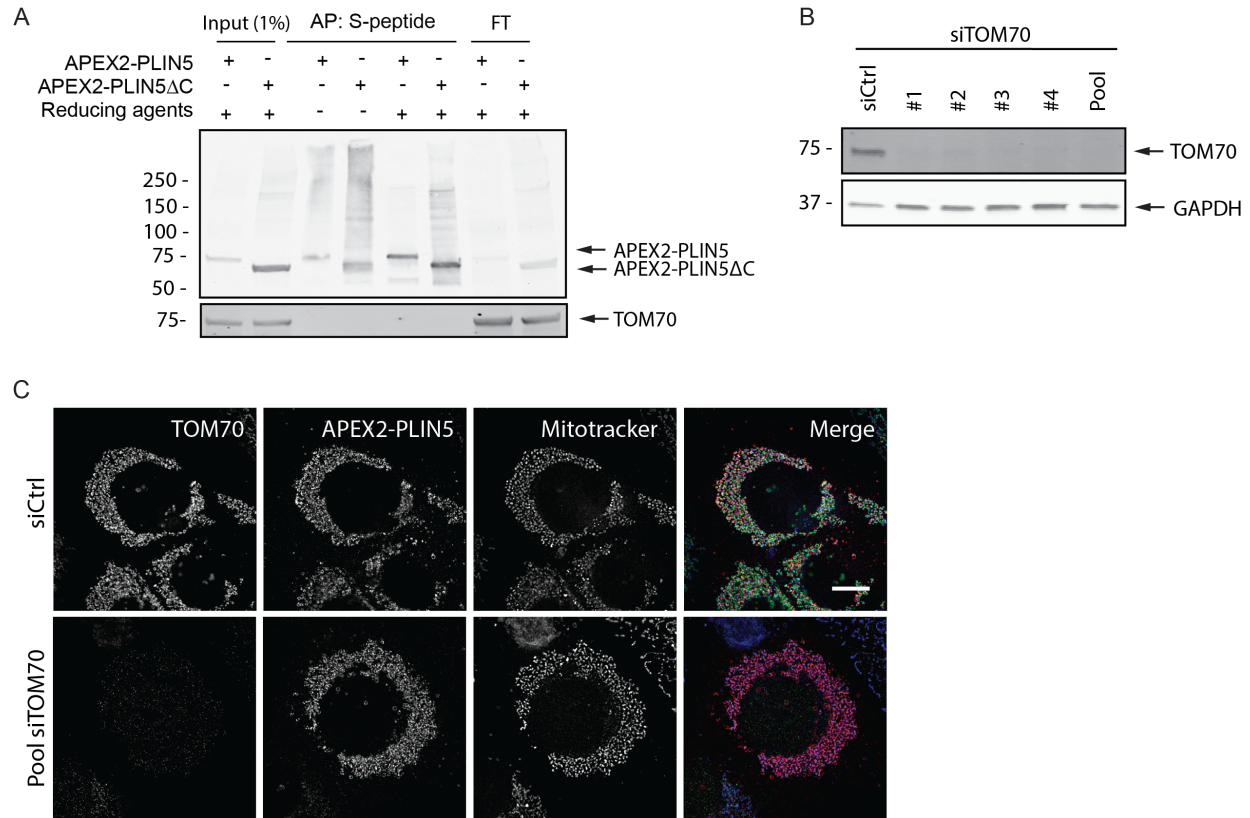 A
Input (1%) AP: S-peptide FT
APEX2-PLIN5 + - + - + - + -
APEX2-PLIN5ΔC - + - + - + - +
Reducing agents + + - - + + + +
250 -
150 -
100 -
75 -
50 -
APEX2-PLIN5
APEX2-PLIN5ΔC
75-
TOM70
B
siTOM70
siCtrl #1 #2 #3 #4 Pool
75 -
TOM70
37 -
GAPDH
C
TOM70 APEX2-PLIN5 Mitotracker Merge
siCtrl
Pool siTOM70